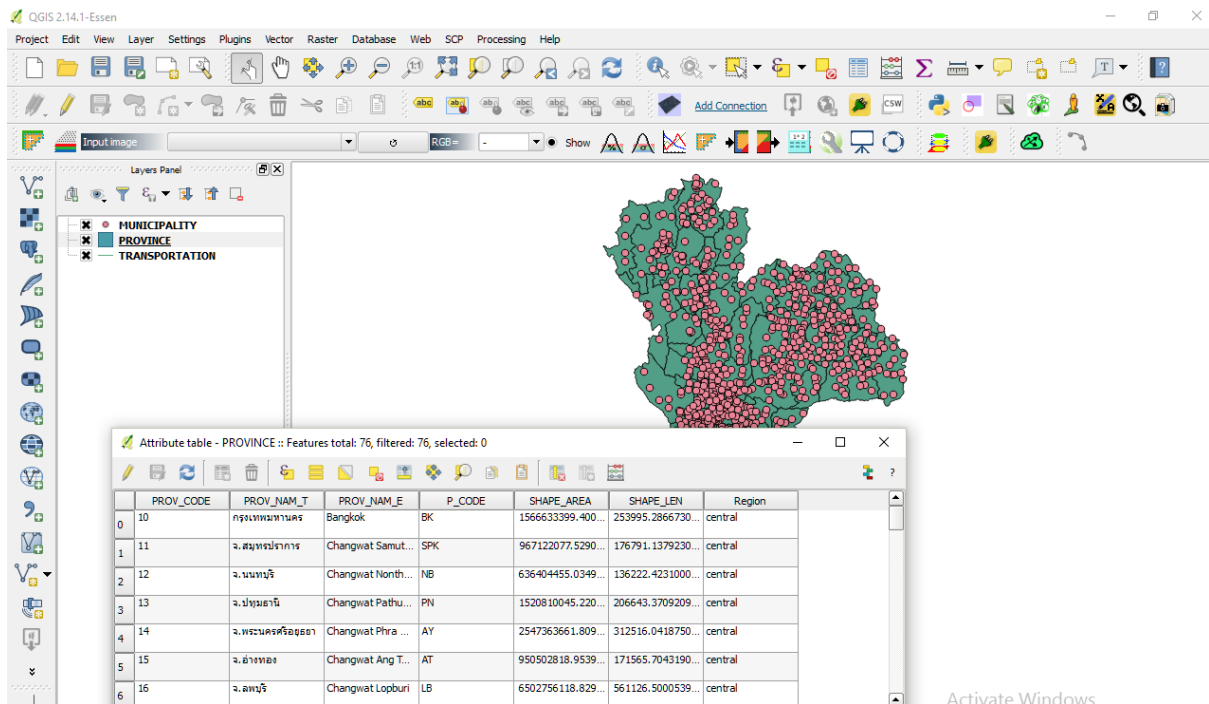 QGIS 2.14.1-Essen
Project Edit View Layer Settings Plugins Vector Raster Database Web SCP Processing Help
abc ab abc abc abc abc Add Connection CSW
Input image RGB= - Show
Layers Panel
MUNICIPALITY
PROVINCE
TRANSPORTATION
Attribute table - PROVINCE :: Features total: 76, filtered: 76, selected: 0
PROV_CODE PROV_NAM_T PROV_NAM_E P_CODE SHAPE_AREA SHAPE_LEN Region
0 10 กรุงเทพมหานคร Bangkok BK 1566633399.400... 253995.2866730... central
1 11 จ.สมุทรปราการ Changwat Samut... SPK 967122077.5290... 176791.1379230... central
2 12 จ.นนทบุรี Changwat Nonth... NB 636404455.0349... 136222.4231000... central
3 13 จ.ปทุมธานี Changwat Pathu... PN 1520810045.220... 206643.3709209... central
4 14 จ.พระนครศรีอยุธยา Changwat Phra ... AY 2547363661.809... 312516.0418750... central
5 15 จ.อ่างทอง Changwat Ang T... AT 950502818.9539... 171565.7043190... central
6 16 จ.ลพบุรี Changwat Lopburi LB 6502756118.829... 561126.5000539... central
Activate Windows